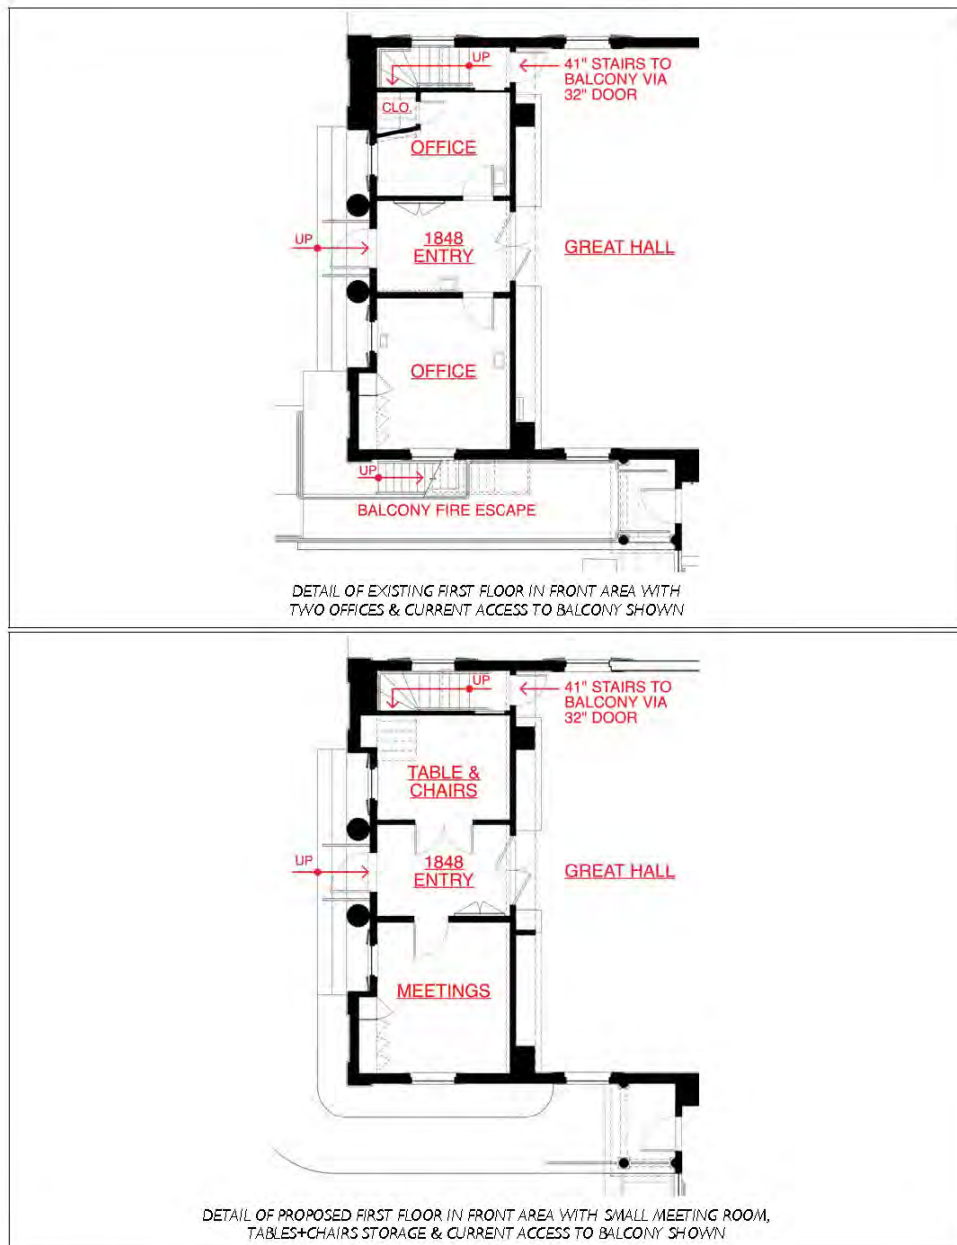 UP
41" STAIRS TO
BALCONY VIA
32" DOOR
CLO.
OFFICE
UP
1848
ENTRY
GREAT HALL
OFFICE
UP
BALCONY FIRE ESCAPE
DETAIL OF EXISTING FIRST FLOOR IN FRONT AREA WITH
TWO OFFICES & CURRENT ACCESS TO BALCONY SHOWN
UP
41" STAIRS TO
BALCONY VIA
32" DOOR
TABLE &
CHAIRS
UP
1848
ENTRY
GREAT HALL
MEETINGS
DETAIL OF PROPOSED FIRST FLOOR IN FRONT AREA WITH SMALL MEETING ROOM,
TABLES+CHAIRS STORAGE & CURRENT ACCESS TO BALCONY SHOWN